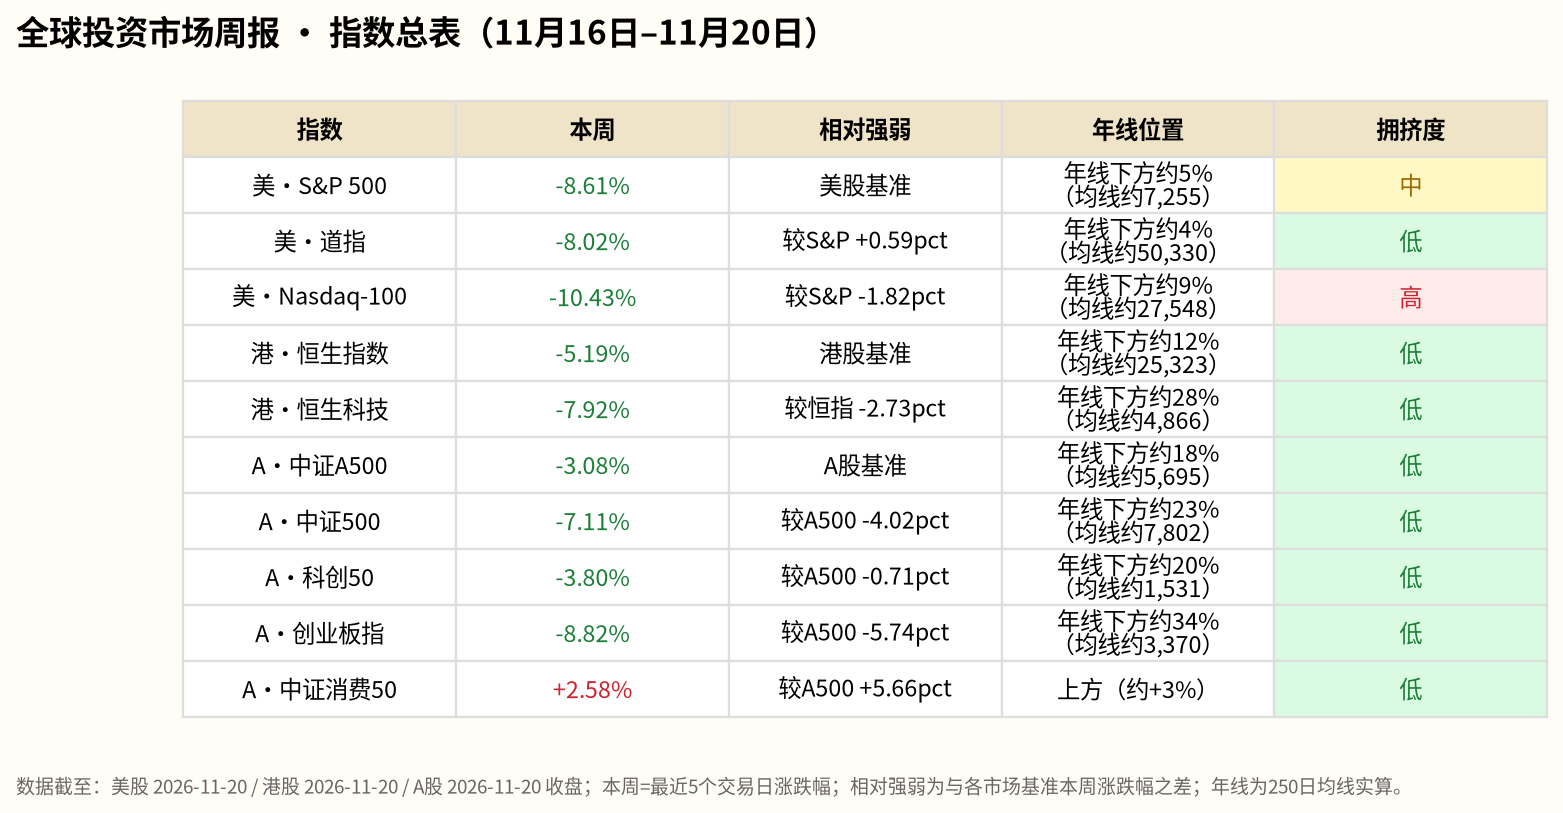 全球投资市场周报 • 指数总表（11月16日–11月20日）
指数 本周 相对强弱 年线位置 拥挤度
美・S&P 500 -8.61% 美股基准 年线下方约5% 中
（均线约7,255）
美・道指 -8.02% 较S&P +0.59pct 年线下方约4% 低
（均线约50,330）
美・Nasdaq-100 -10.43% 较S&P -1.82pct 年线下方约9% 高
（均线约27,548）
港・恒生指数 -5.19% 港股基准 年线下方约12% 低
（均线约25,323）
港・恒生科技 -7.92% 较恒指 -2.73pct 年线下方约28% 低
（均线约4,866）
A・中证A500 -3.08% A股基准 年线下方约18% 低
（均线约5,695）
A・中证500 -7.11% 较A500 -4.02pct 年线下方约23% 低
（均线约7,802）
A・科创50 -3.80% 较A500 -0.71pct 年线下方约20% 低
（均线约1,531）
A・创业板指 -8.82% 较A500 -5.74pct 年线下方约34% 低
（均线约3,370）
A・中证消费50 +2.58% 较A500 +5.66pct 上方（约+3%） 低
数据截至：美股 2026-11-20 / 港股 2026-11-20 / A股 2026-11-20 收盘；本周=最近5个交易日涨跌幅；相对强弱为与各市场基准本周涨跌幅之差；年线为250日均线实算。